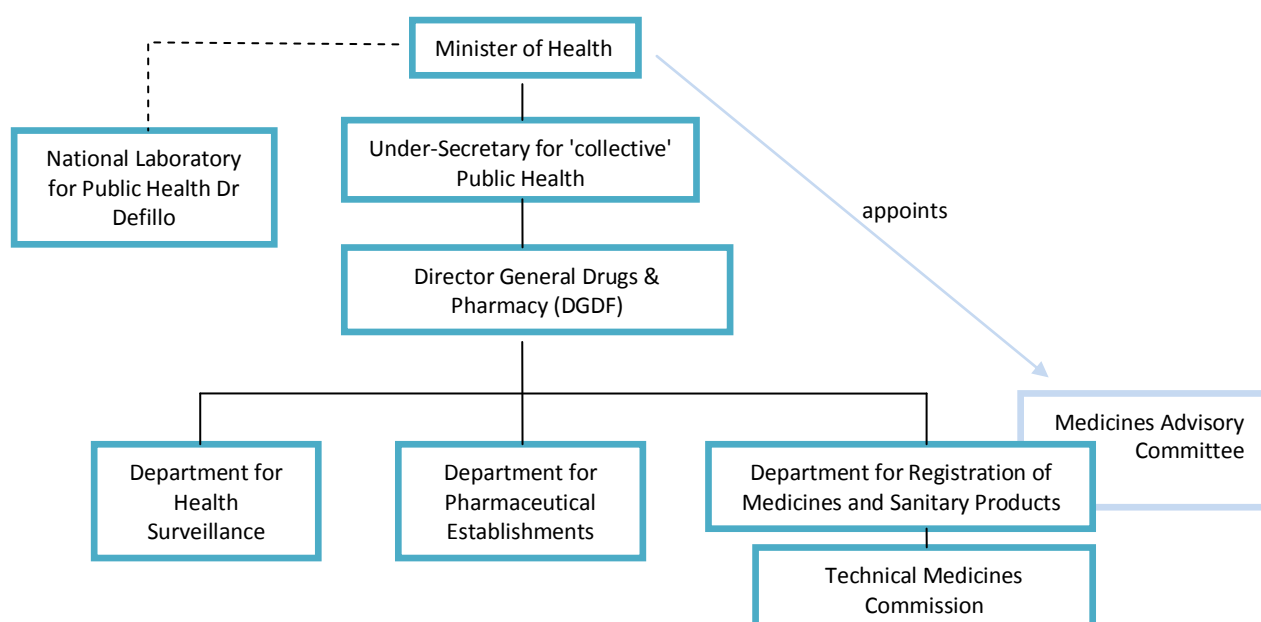 Minister of Health
National Laboratory
for Public Health Dr
Defillo
Under-Secretary for 'collective'
Public Health
appoints
Director General Drugs &
Pharmacy (DGDF)
Medicines Advisory
Committee
Department for
Health
Surveillance
Department for
Pharmaceutical
Establishments
Department for Registration of
Medicines and Sanitary Products
Technical Medicines
Commission